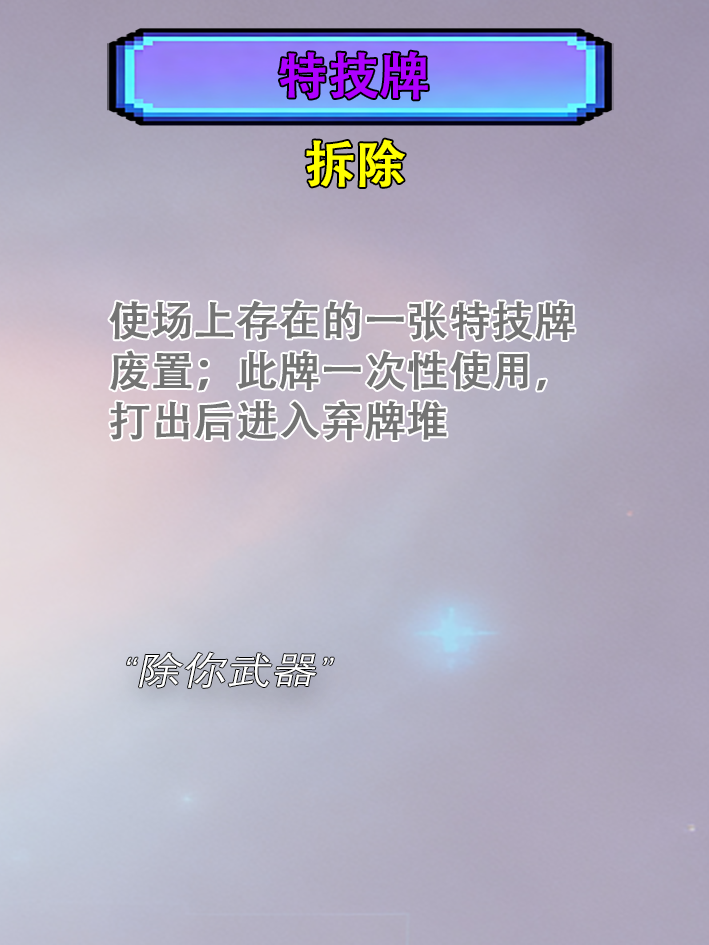 特技牌
拆除
使场上存在的一张特技牌
废置；此牌一次性使用，
打出后进入弃牌堆
“除你武器”